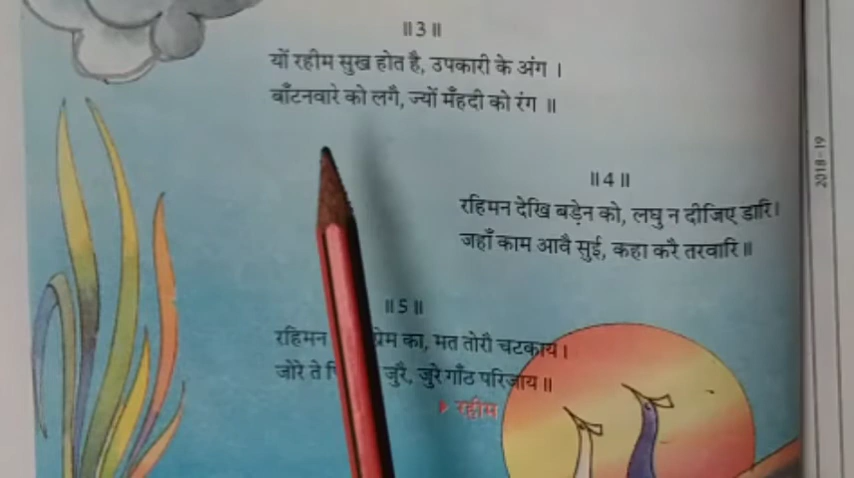 ॥3॥
यों रहीम सुख होत है, उपकारी के अंग ।
बाँटनवारे को लगै, ज्यों मेंहदी को रंग ॥
॥4॥
रहिमन देखि बड़ेन को, लघु न दीजिए डारि।
जहाँ काम आवै सुई, कहा करै तरवारि॥
॥5॥
रहिमन का, मत तोरौ चटकाय।
जोरे ते जुरै, जुरे गाँठ परिजाय॥
रहीम
2018-19